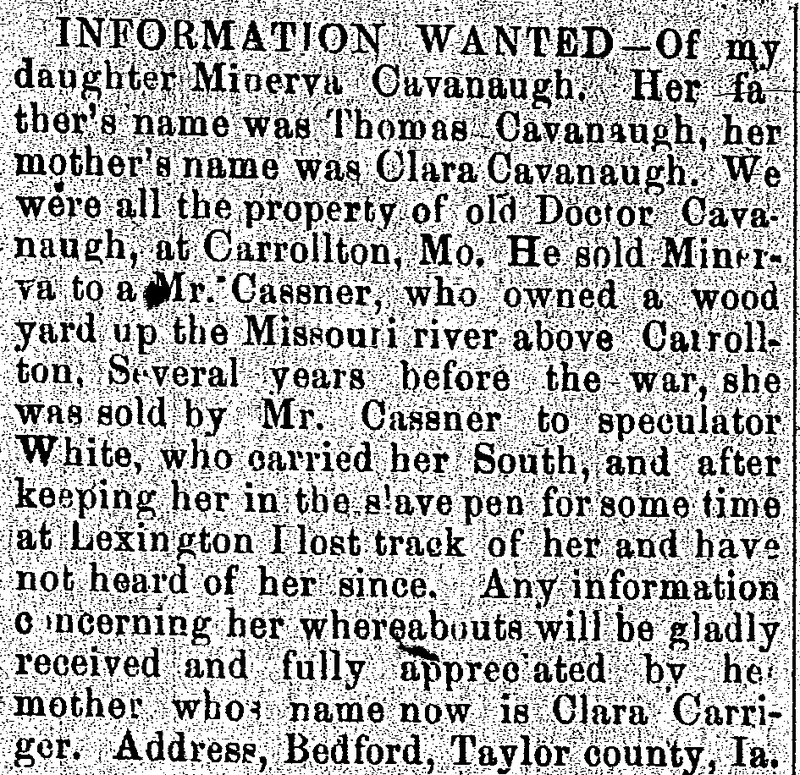 INFORMATION WANTED—Of my
daughter Minerva Cavanaugh. Her fa-
ther's name was Thomas Cavanaugh, her
mother's name was Clara Cavanaugh. We
were all the property of old Doctor Cava-
naugh, at Carrollton, Mo. He sold Miner-
va to a Mr. Cassner, who owned a wood
yard up the Missouri river above Carroll-
ton. Several years before the war, she
was sold by Mr. Cassner to speculator
White, who carried her South, and after
keeping her in the slave pen for some time
at Lexington I lost track of her and have
not heard of her since. Any information
concerning her whereabouts will be gladly
received and fully appreciated by her
mother whose name now is Clara Carri-
ger. Address, Bedford, Taylor county, Ia.